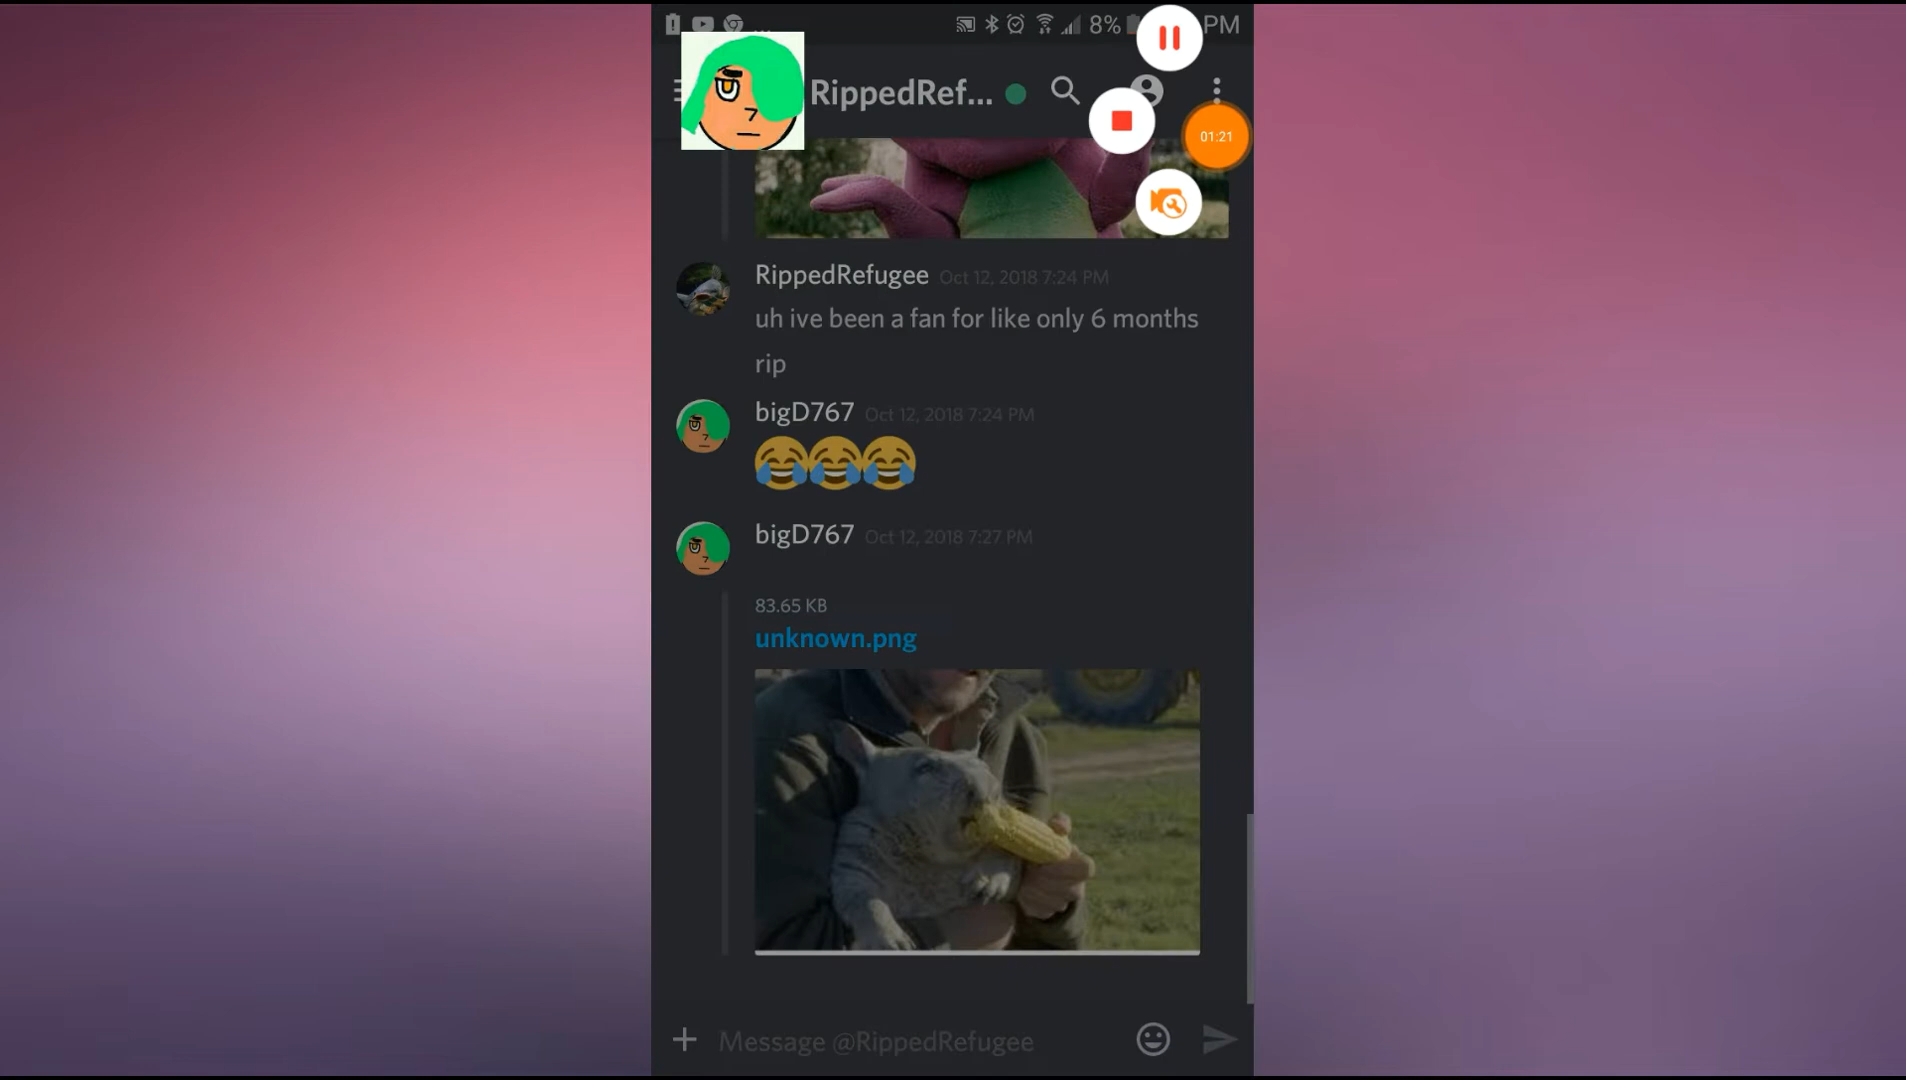 8%
PM
RippedRef...
01:21
RippedRefugee Oct 12, 2018 7:24 PM
uh ive been a fan for like only 6 months
rip
bigD767 Oct 12, 2018 7:24 PM
bigD767 Oct 12, 2018 7:27 PM
83.65 KB
unknown.png
Message @RippedRefugee